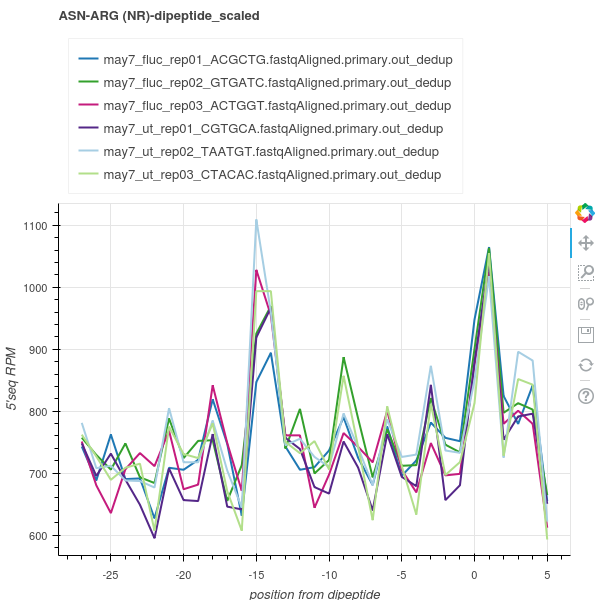 ASN-ARG (NR)-dipeptide_scaled
may7_fluc_rep01_ACGCTG.fastqAligned.primary.out_dedup
may7_fluc_rep02_GTGATC.fastqAligned.primary.out_dedup
may7_fluc_rep03_ACTGGT.fastqAligned.primary.out_dedup
may7_ut_rep01_CGTGCA.fastqAligned.primary.out_dedup
may7_ut_rep02_TAATGT.fastqAligned.primary.out_dedup
may7_ut_rep03_CTACAC.fastqAligned.primary.out_dedup
1100
1000
900
800
700
600
5'seq RPM
-25 -20 -15 -10 -5 0 5
position from dipeptide